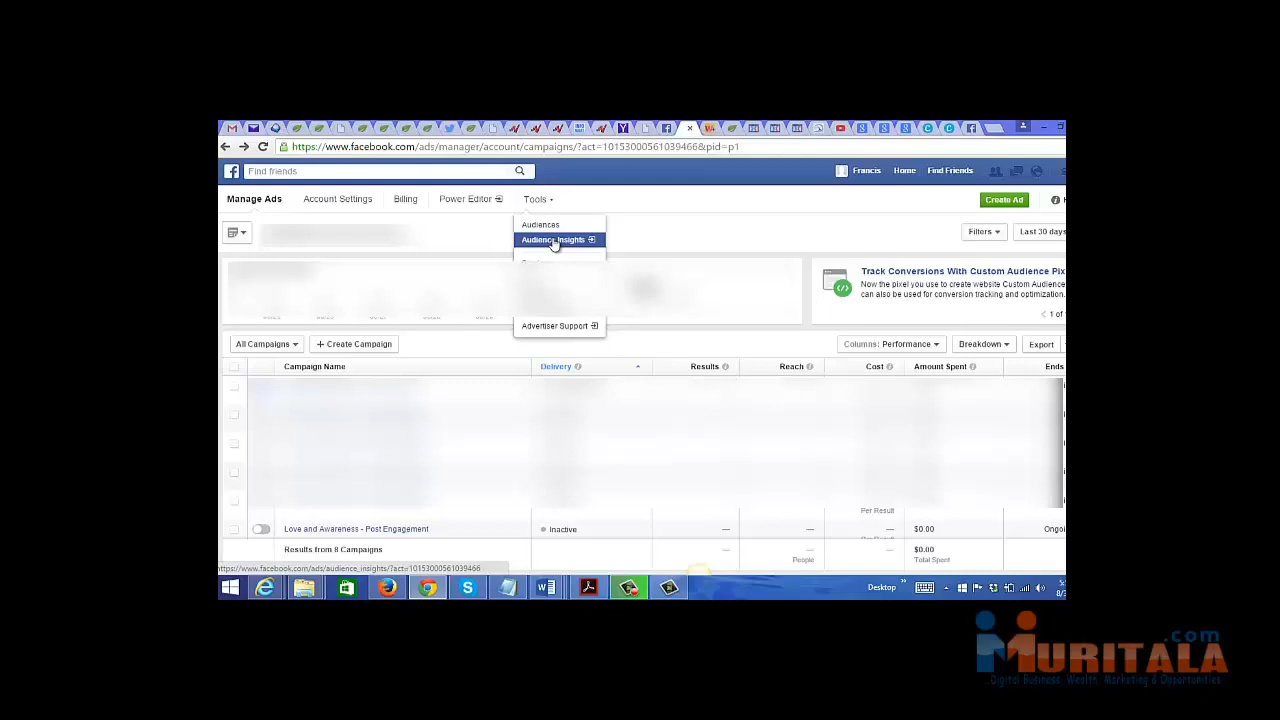 https://www.facebook.com/ads/manager/account/campaigns/?act=10153000561039466&pid=p1
Find friends
Francis Home Find Friends
Manage Ads Account Settings Billing Power Editor Tools Create Ad
Audiences
Audience Insights
Filters Last 30 days
Track Conversions With Custom Audience Pix
Now the pixel you use to create website Custom Audience
can also be used for conversion tracking and optimization.
1 of
Advertiser Support
All Campaigns + Create Campaign Columns: Performance Breakdown Export
Campaign Name Delivery Results Reach Cost Amount Spent Ends
Per Result
Love and Awareness - Post Engagement Inactive — — — $0.00 Ongoi
Results from 8 Campaigns — — — $0.00
People Total Spent
https://www.facebook.com/ads/audience_insights/?act=10153000561039466
Desktop
.com
MURITALA
Digital Business, Wealth, Marketing & Opportunities